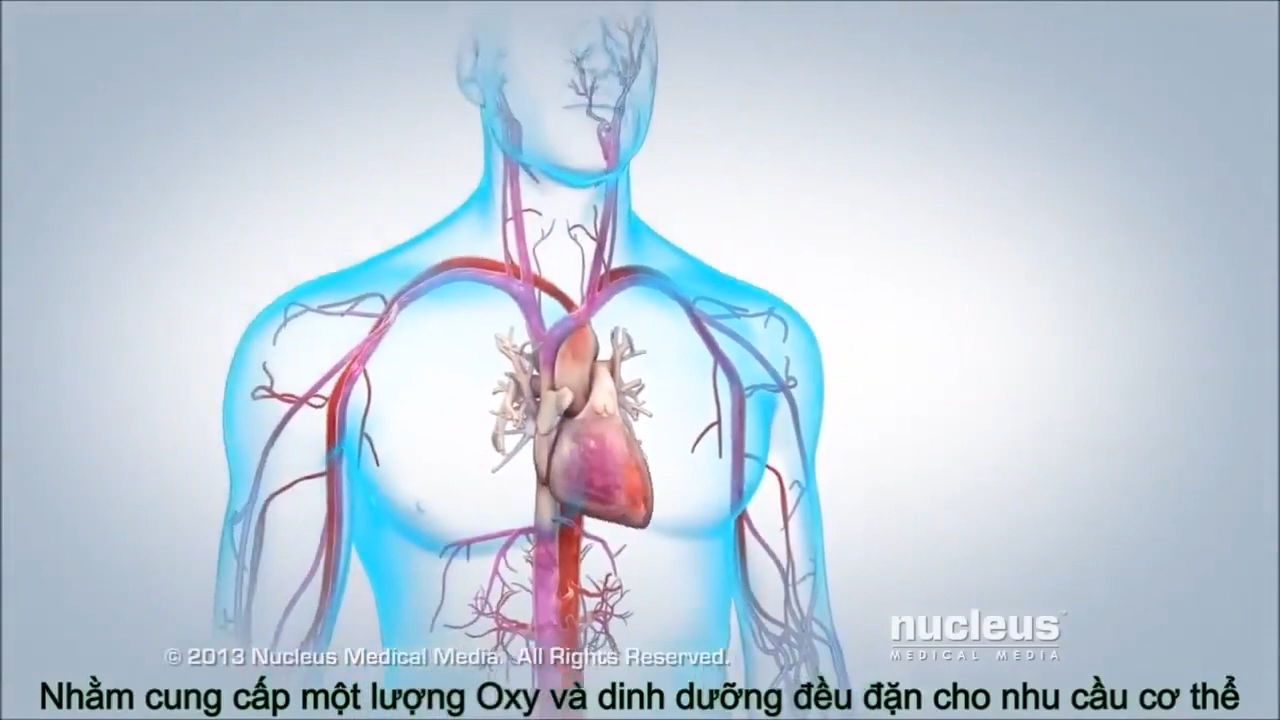 nucleus
MEDICAL MEDIA
© 2013 Nucleus Medical Media. All Rights Reserved.
Nhằm cung cấp một lượng Oxy và dinh dưỡng đều đặn cho nhu cầu cơ thể